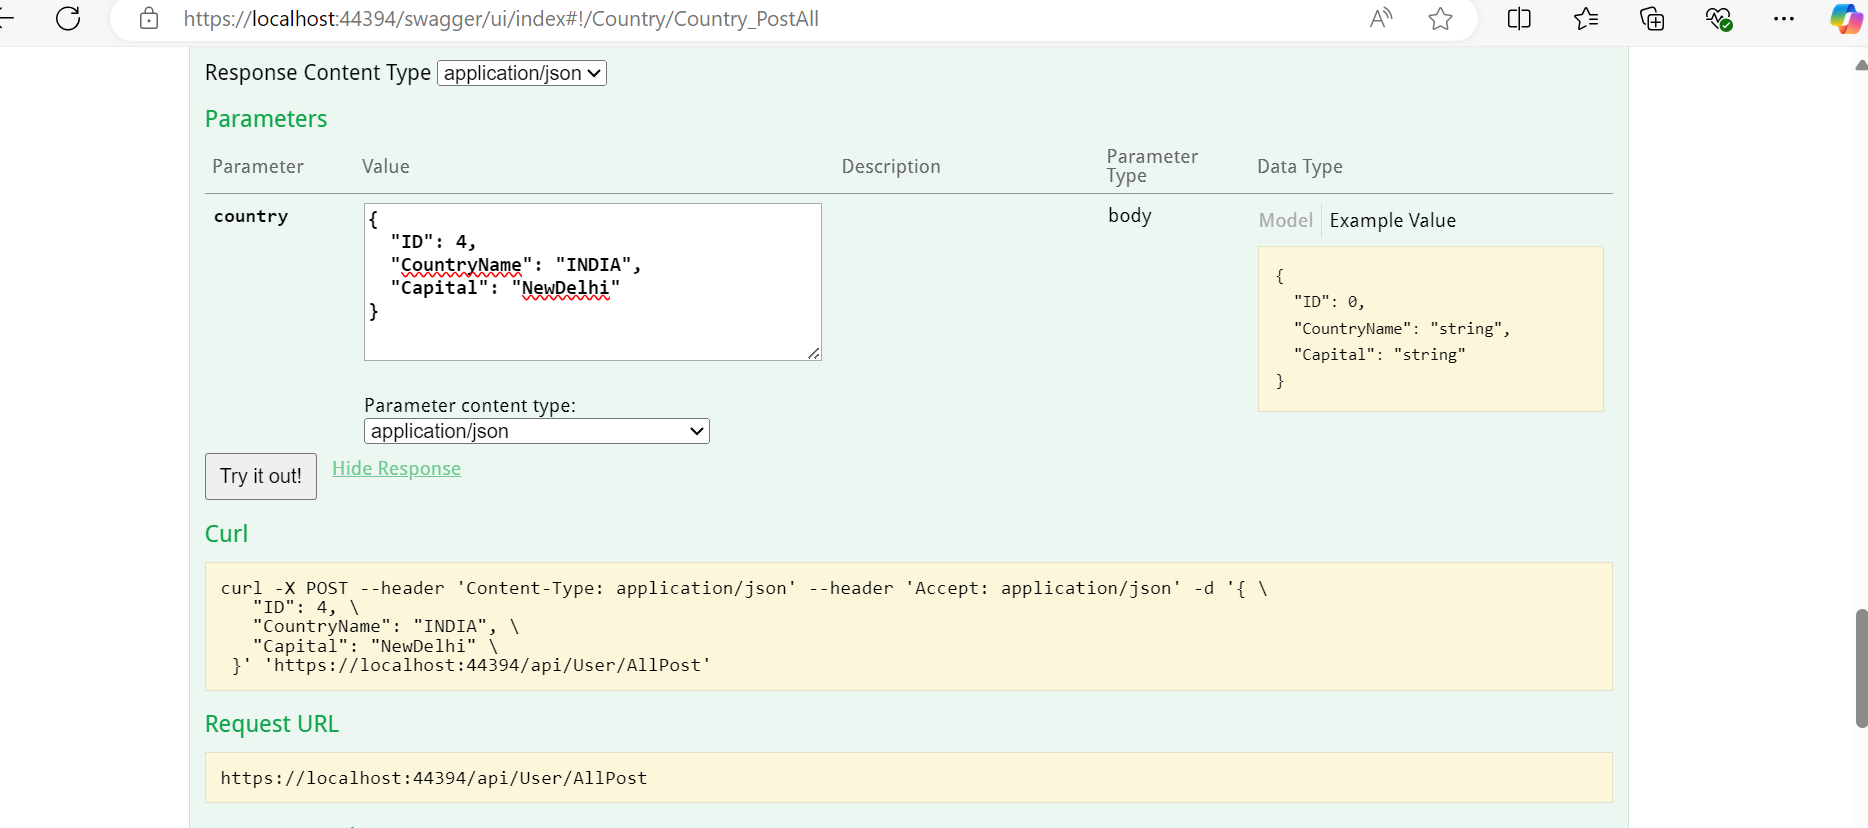 https://localhost:44394/swagger/ui/index#!/Country/Country_PostAll
Response Content Type application/json
Parameters
Parameter Value Description Parameter Type Data Type
country
{
"ID": 4,
"CountryName": "INDIA",
"Capital": "NewDelhi"
}
body
Model Example Value
{
"ID": 0,
"CountryName": "string",
"Capital": "string"
}
Parameter content type:
application/json
Try it out! Hide Response
Curl
curl -X POST --header 'Content-Type: application/json' --header 'Accept: application/json' -d '{ \
"ID": 4, \
"CountryName": "INDIA", \
"Capital": "NewDelhi" \
}' 'https://localhost:44394/api/User/AllPost'
Request URL
https://localhost:44394/api/User/AllPost